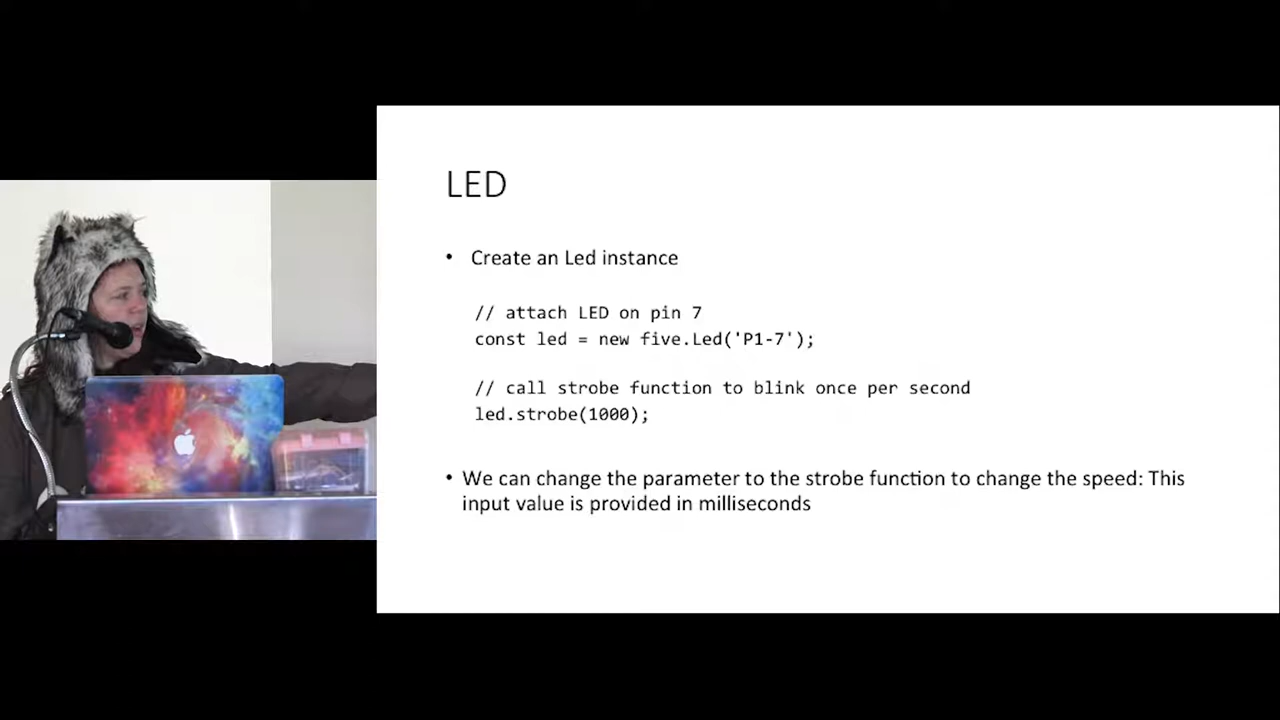 LED
• Create an Led instance
// attach LED on pin 7
const led = new five.Led('P1-7');
// call strobe function to blink once per second
led.strobe(1000);
• We can change the parameter to the strobe function to change the speed: This
input value is provided in milliseconds